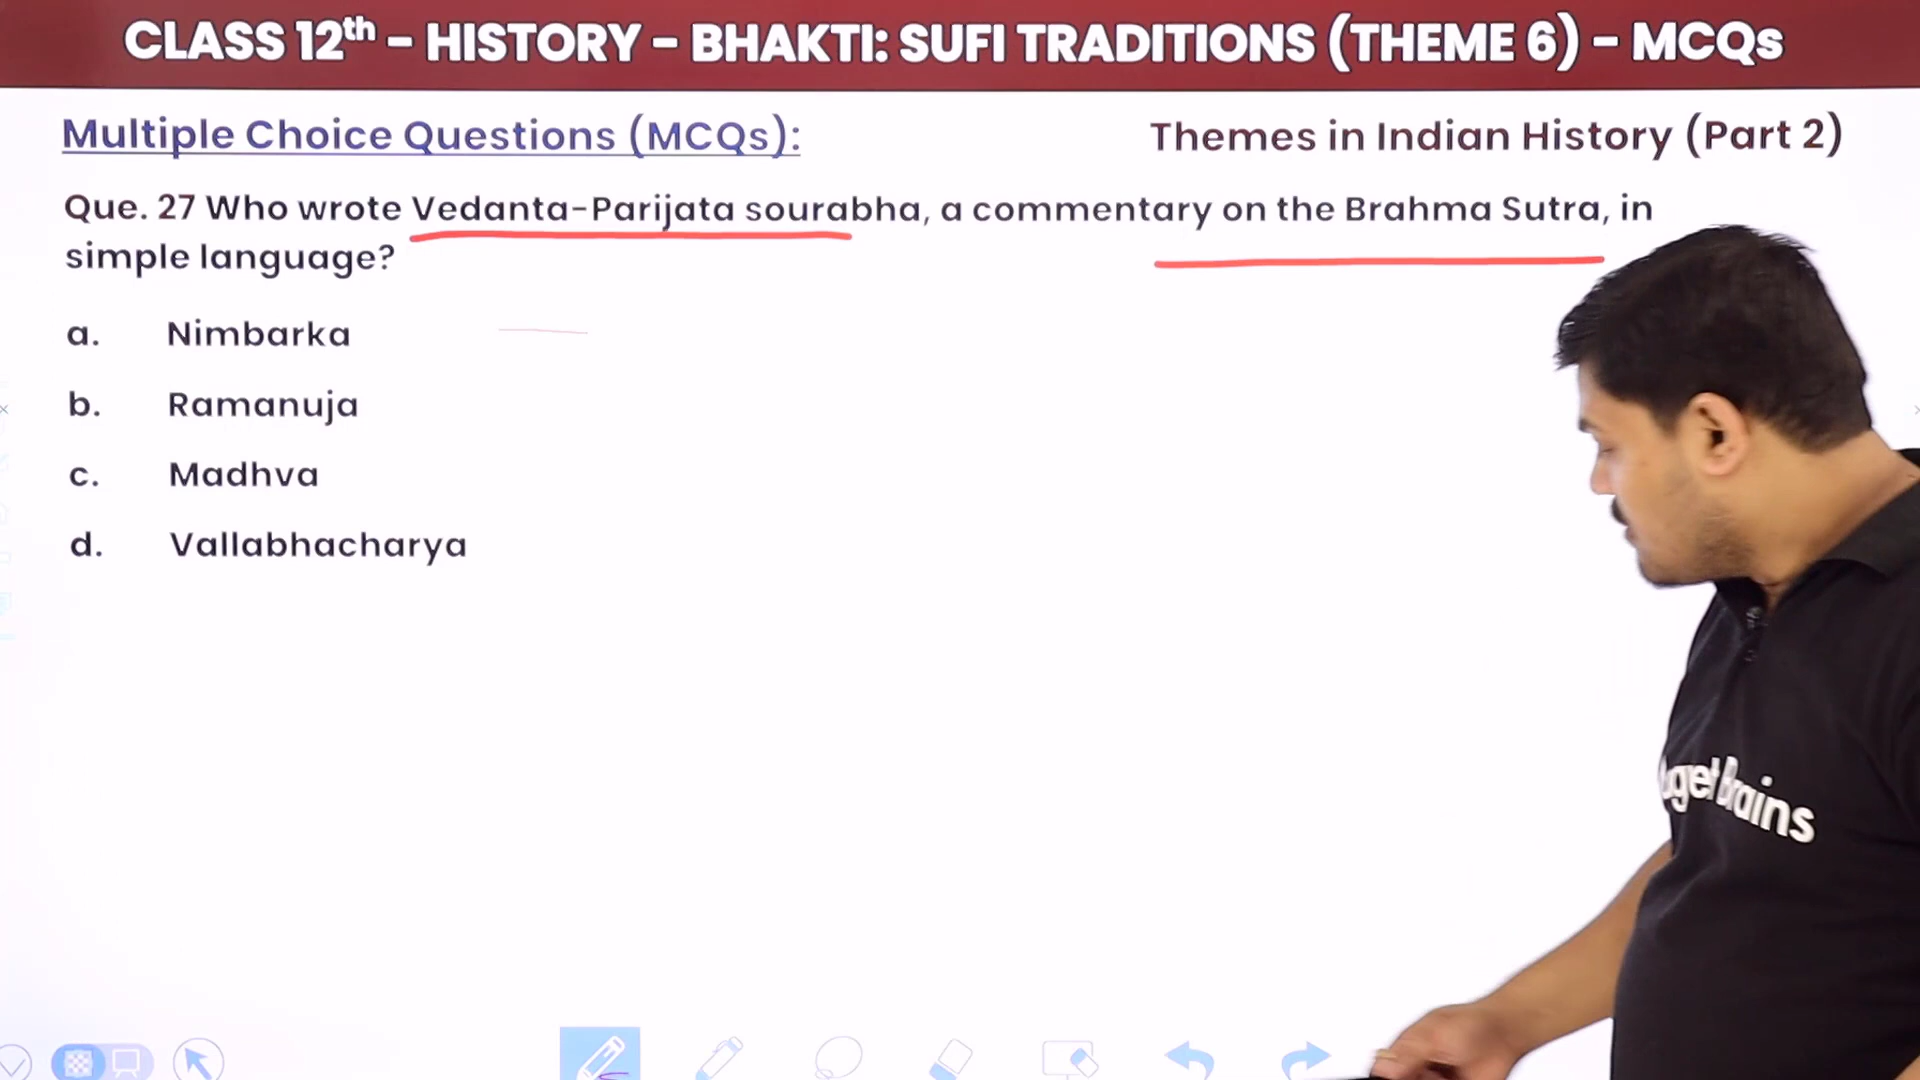 CLASS 12th - HISTORY - BHAKTI: SUFI TRADITIONS (THEME 6) - MCQs
Multiple Choice Questions (MCQs):
Themes in Indian History (Part 2)
Que. 27 Who wrote Vedanta-Parijata sourabha, a commentary on the Brahma Sutra, in
simple language?
a. Nimbarka
b. Ramanuja
c. Madhva
d. Vallabhacharya
Brains